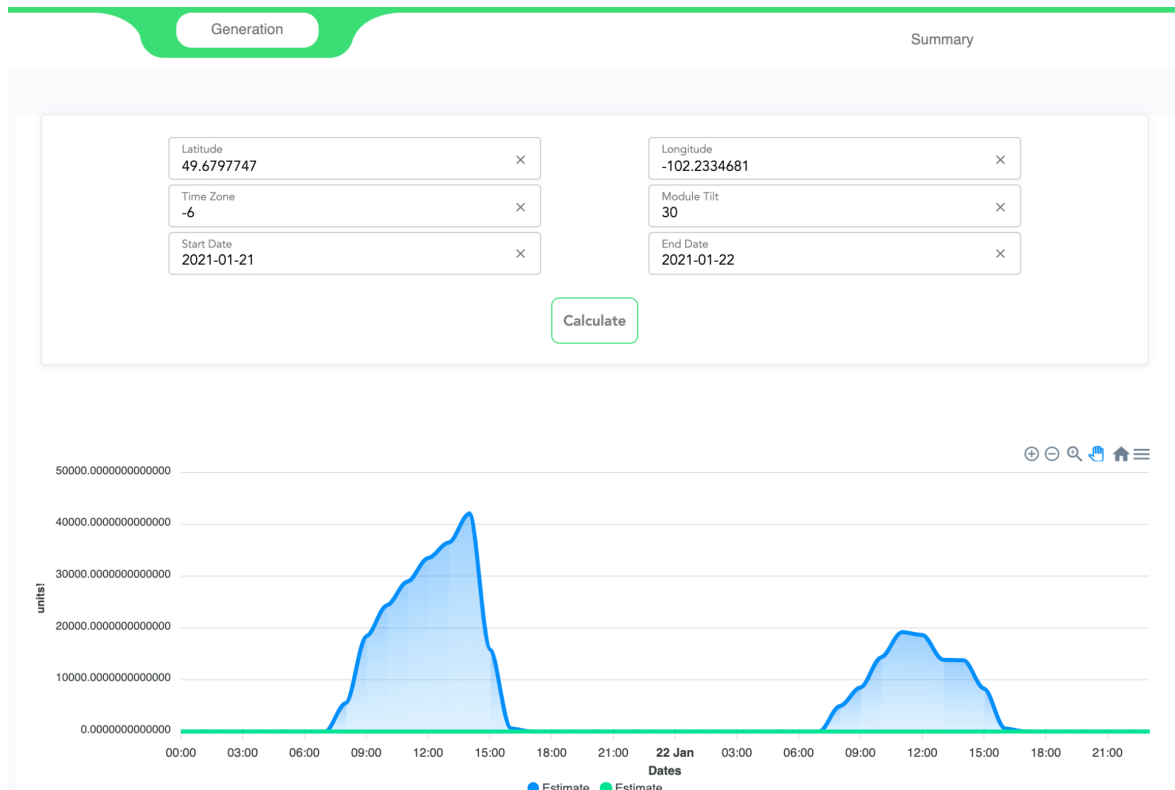 Generation
Summary
Latitude
49.6797747
Longitude
-102.2334681
Time Zone
-6
Module Tilt
30
Start Date
2021-01-21
End Date
2021-01-22
Calculate
50000.0000000000000
40000.0000000000000
30000.0000000000000
20000.0000000000000
10000.0000000000000
0.0000000000000
units!
00:00 03:00 06:00 09:00 12:00 15:00 18:00 21:00 22 Jan 03:00 06:00 09:00 12:00 15:00 18:00 21:00
Dates
Estimate Estimate